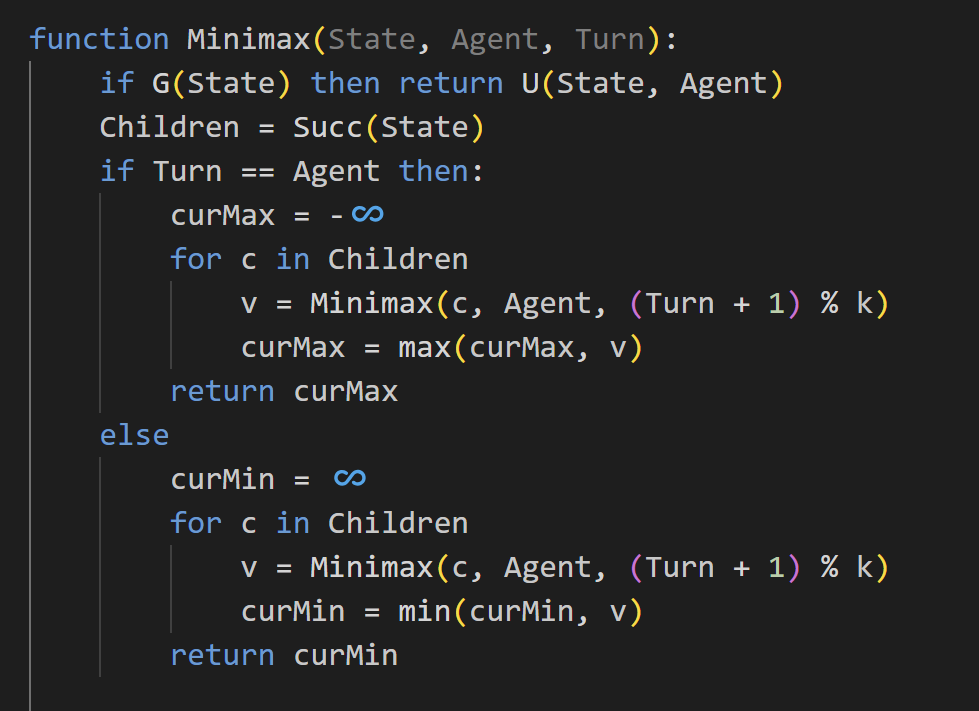 function Minimax(State, Agent, Turn):
if G(State) then return U(State, Agent)
Children = Succ(State)
if Turn == Agent then:
curMax = -∞
for c in Children
v = Minimax(c, Agent, (Turn + 1) % k)
curMax = max(curMax, v)
return curMax
else
curMin = ∞
for c in Children
v = Minimax(c, Agent, (Turn + 1) % k)
curMin = min(curMin, v)
return curMin